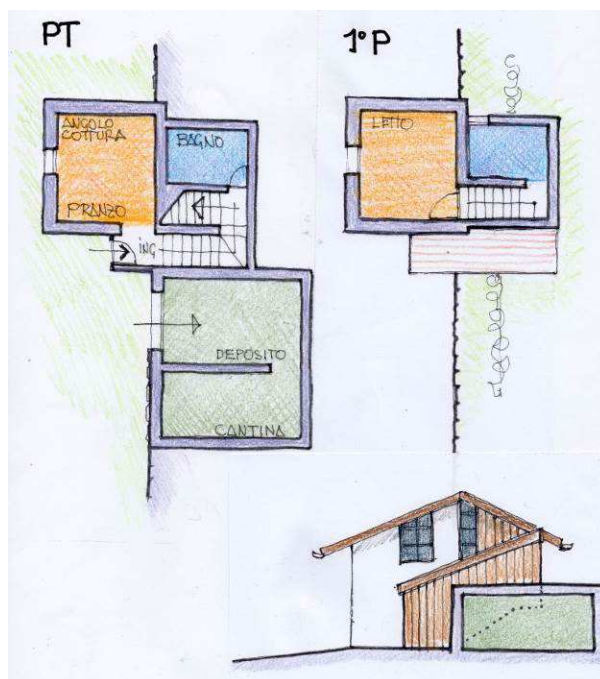 PT
1° P
ANGOLO
COTTURA
BAGNO
PRANZO
ING
DEPOSITO
CANTINA
LETTO